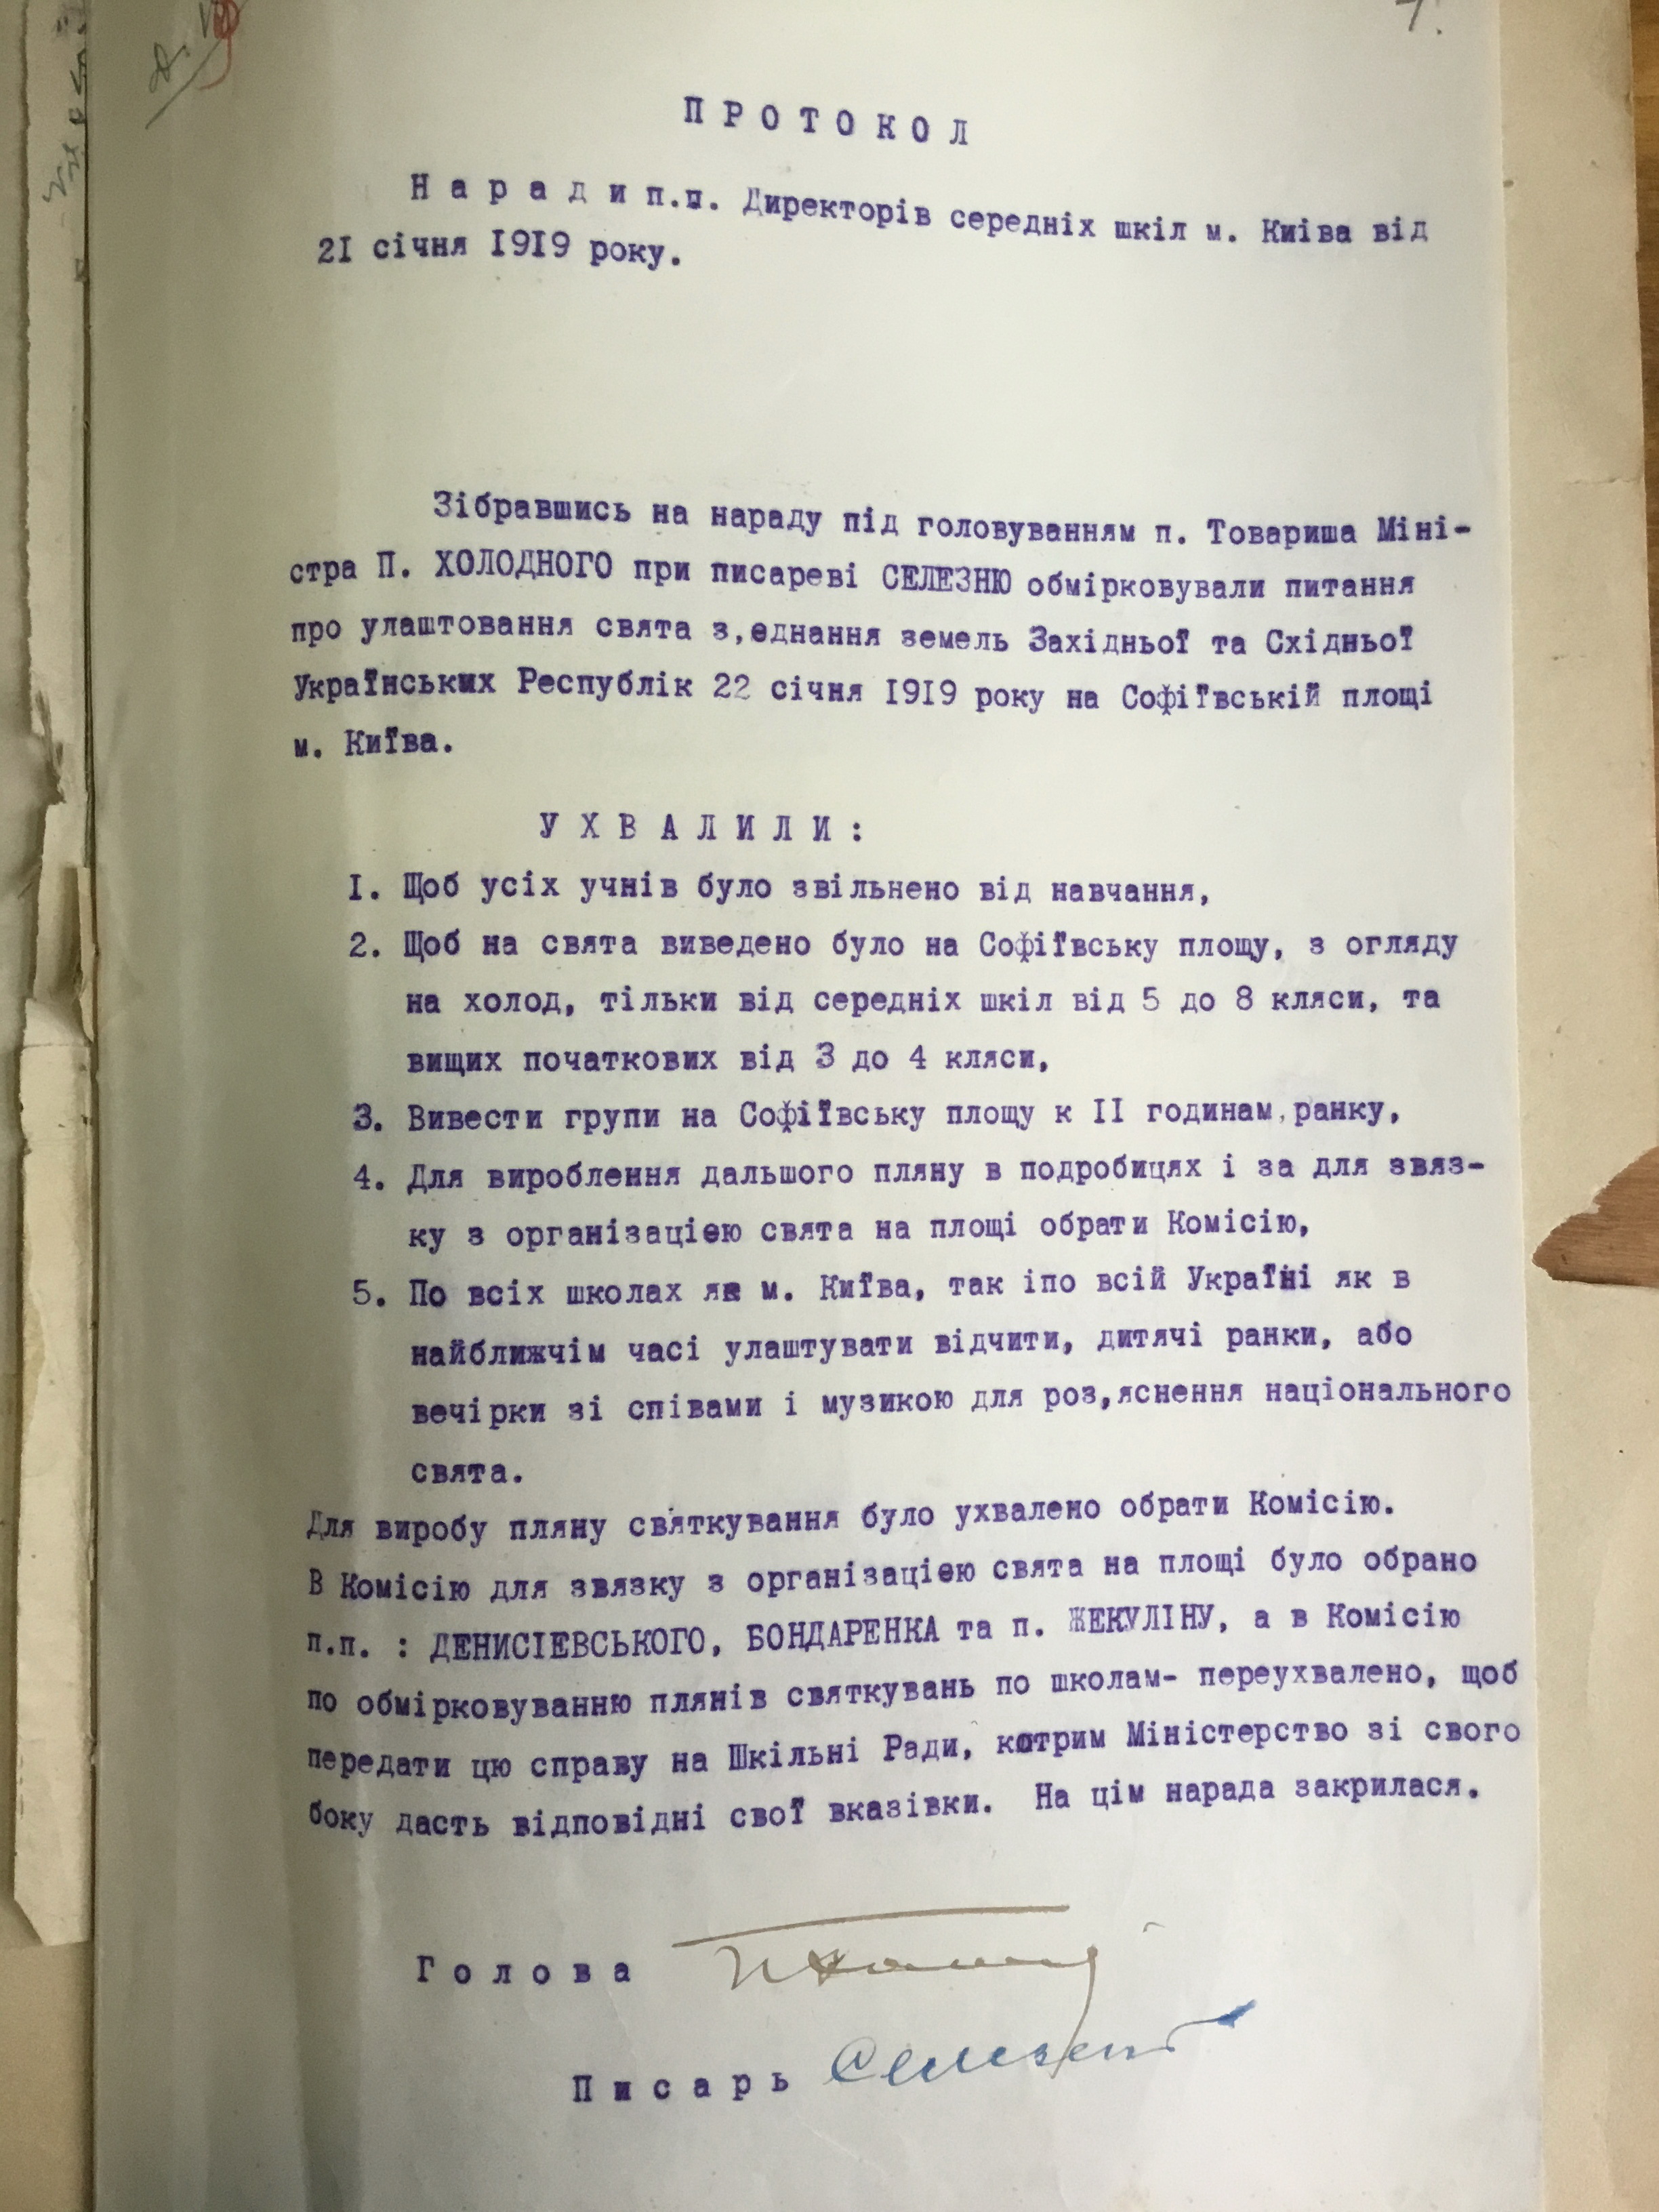 7.
П Р О Т О К О Л
Н а р а д и п.п. Директорів середніх шкіл м. Киіва від
21 січня 1919 року.
Зібравшись на нараду під головуванням п. Товариша Міні-
стра П. ХОЛОДНОГО при писареві СЕЛЕЗНЮ обмірковували питання
про улаштовання свята з,єднання земель Західньої та Східньої
Українських Республік 22 січня 1919 року на Софіївській площі
м. Київа.
У Х В А Л И Л И :
1. Щоб усіх учнів було звільнено від навчання,
2. Щоб на свята виведено було на Софіївську площу, з огляду
на холод, тільки від середніх шкіл від 5 до 8 кляси, та
вищих початкових від 3 до 4 кляси,
3. Вивести групи на Софіївську площу к II годинам, ранку,
4. Для вироблення дальшого пляну в подробицях і за для звяз-
ку з організацією свята на площі обрати Комісію,
5. По всіх школах як м. Київа, так іпо всій Україні як в
найближчім часі улаштувати відчити, дитячі ранки, або
вечірки зі співами і музикою для роз,яснення національного
свята.
Для виробу пляну святкування було ухвалено обрати Комісію.
В Комісію для звязку з організацією свята на площі було обрано
п.п. : ДЕНИСІЕВСЬКОГО, БОНДАРЕНКА та п. ЖЕКУЛІНУ, а в Комісію
по обмірковуванню плянів святкувань по школам- переухвалено, щоб
передати цю справу на Шкільні Ради, котрим Міністерство зі свого
боку дасть відповідні свої вказівки. На цім нарада закрилася.
Г о л о в а
П и с а р ь Селезень